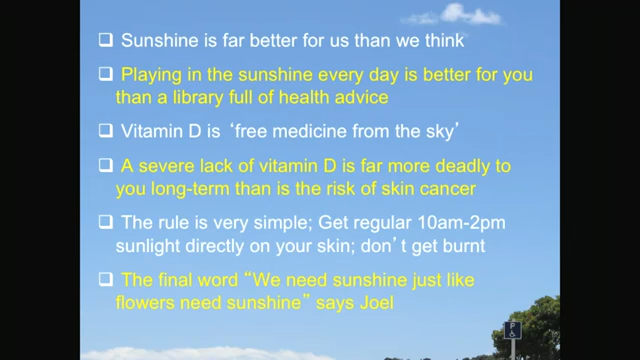 ❑ Sunshine is far better for us than we think
❑ Playing in the sunshine every day is better for you
than a library full of health advice
❑ Vitamin D is ‘free medicine from the sky’
❑ A severe lack of vitamin D is far more deadly to
you long-term than is the risk of skin cancer
❑ The rule is very simple; Get regular 10am-2pm
sunlight directly on your skin; don’t get burnt
❑ The final word “We need sunshine just like
flowers need sunshine” says Joel
P